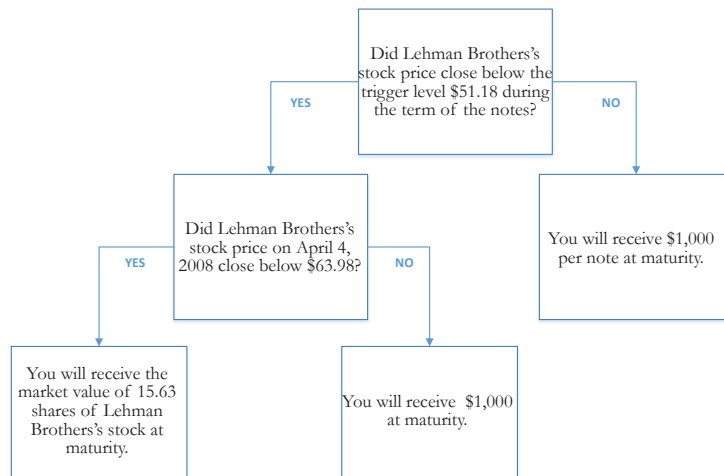 Did Lehman Brothers's
stock price close below the
trigger level $51.18 during
the term of the notes?
YES
NO
Did Lehman Brothers's
stock price on April 4,
2008 close below $63.98?
You will receive $1,000
per note at maturity.
YES
NO
You will receive the
market value of 15.63
shares of Lehman
Brothers's stock at
maturity.
You will receive $1,000
at maturity.